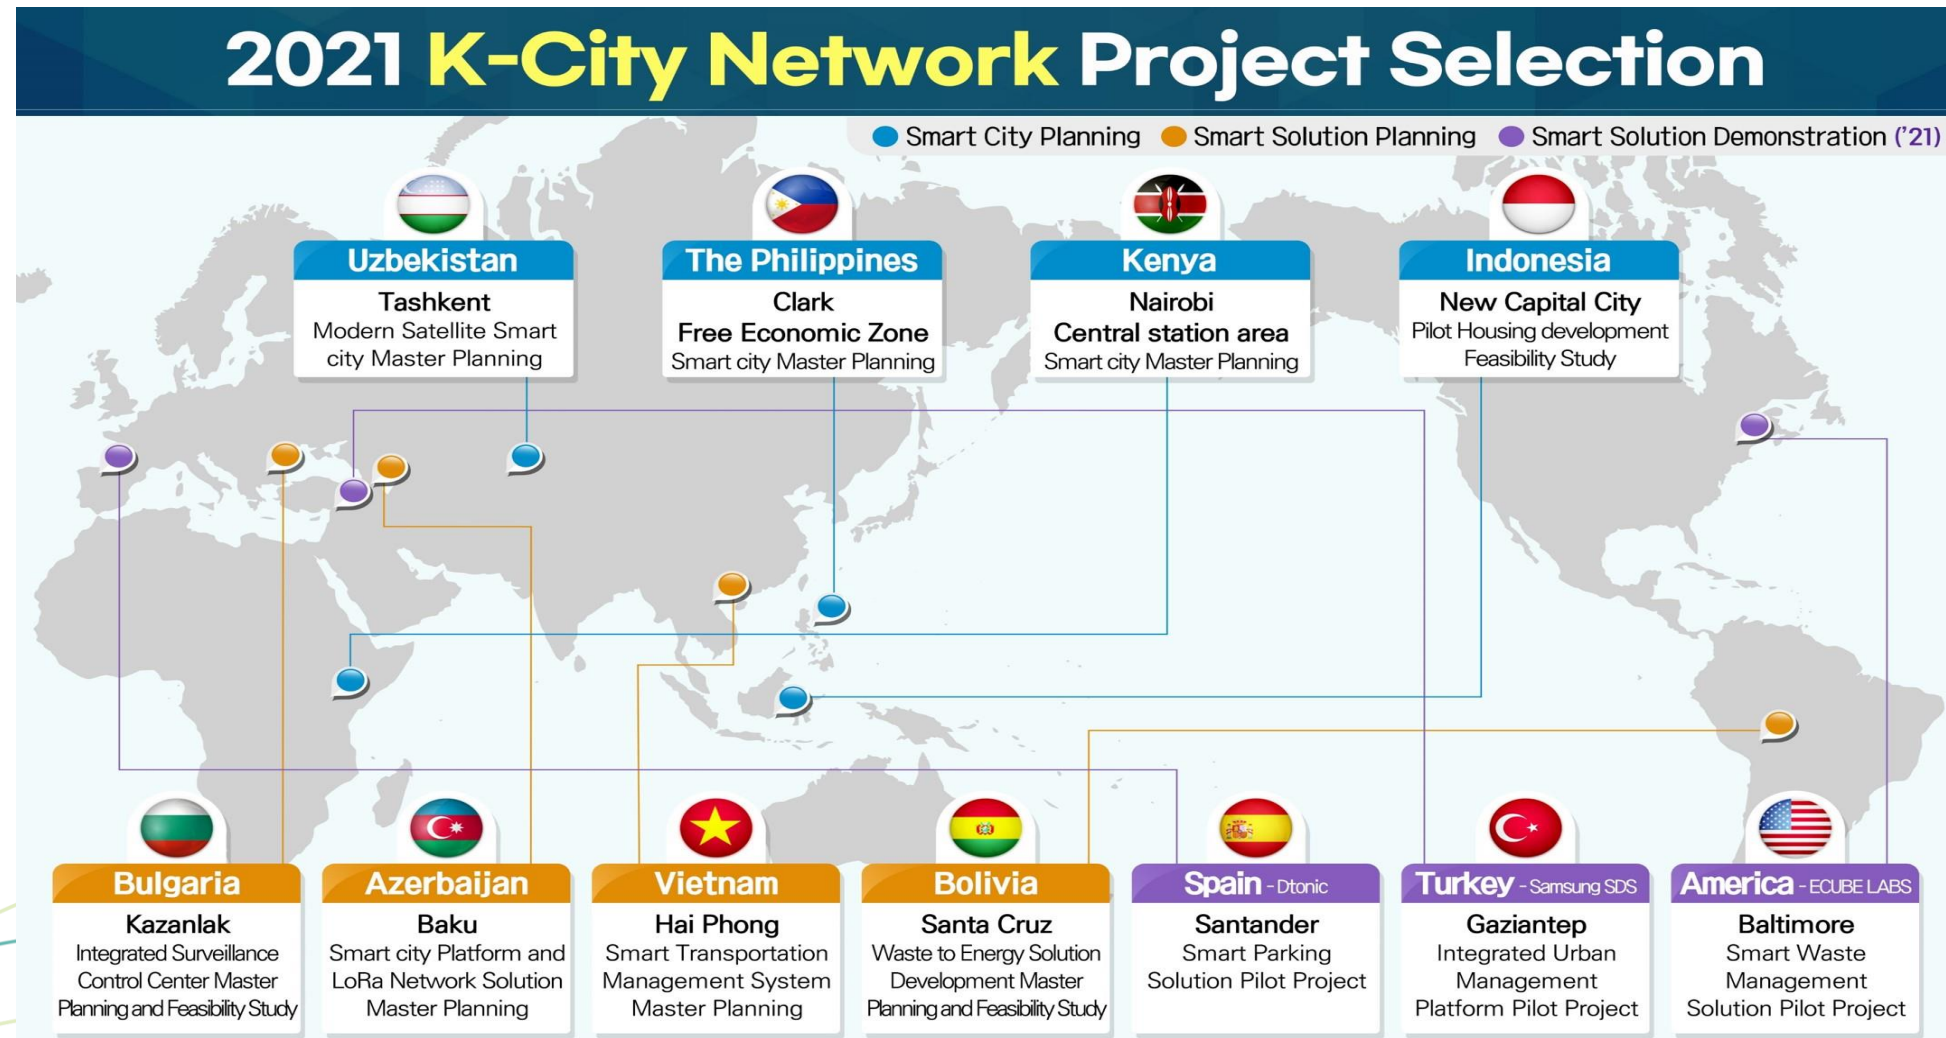 2021 K-City Network Project Selection
Smart City Planning
Smart Solution Planning
Smart Solution Demonstration ('21)
Uzbekistan
Tashkent
Modern Satellite Smart
city Master Planning
The Philippines
Clark
Free Economic Zone
Smart city Master Planning
Kenya
Nairobi
Central station area
Smart city Master Planning
Indonesia
New Capital City
Pilot Housing development
Feasibility Study
Bulgaria
Kazanlak
Integrated Surveillance
Control Center Master
Planning and Feasibility Study
Azerbaijan
Baku
Smart city Platform and
LoRa Network Solution
Master Planning
Vietnam
Hai Phong
Smart Transportation
Management System
Master Planning
Bolivia
Santa Cruz
Waste to Energy Solution
Development Master
Planning and Feasibility Study
Spain - Dtonic
Santander
Smart Parking
Solution Pilot Project
Turkey - Samsung SDS
Gaziantep
Integrated Urban
Management
Platform Pilot Project
America - ECUBE LABS
Baltimore
Smart Waste
Management
Solution Pilot Project